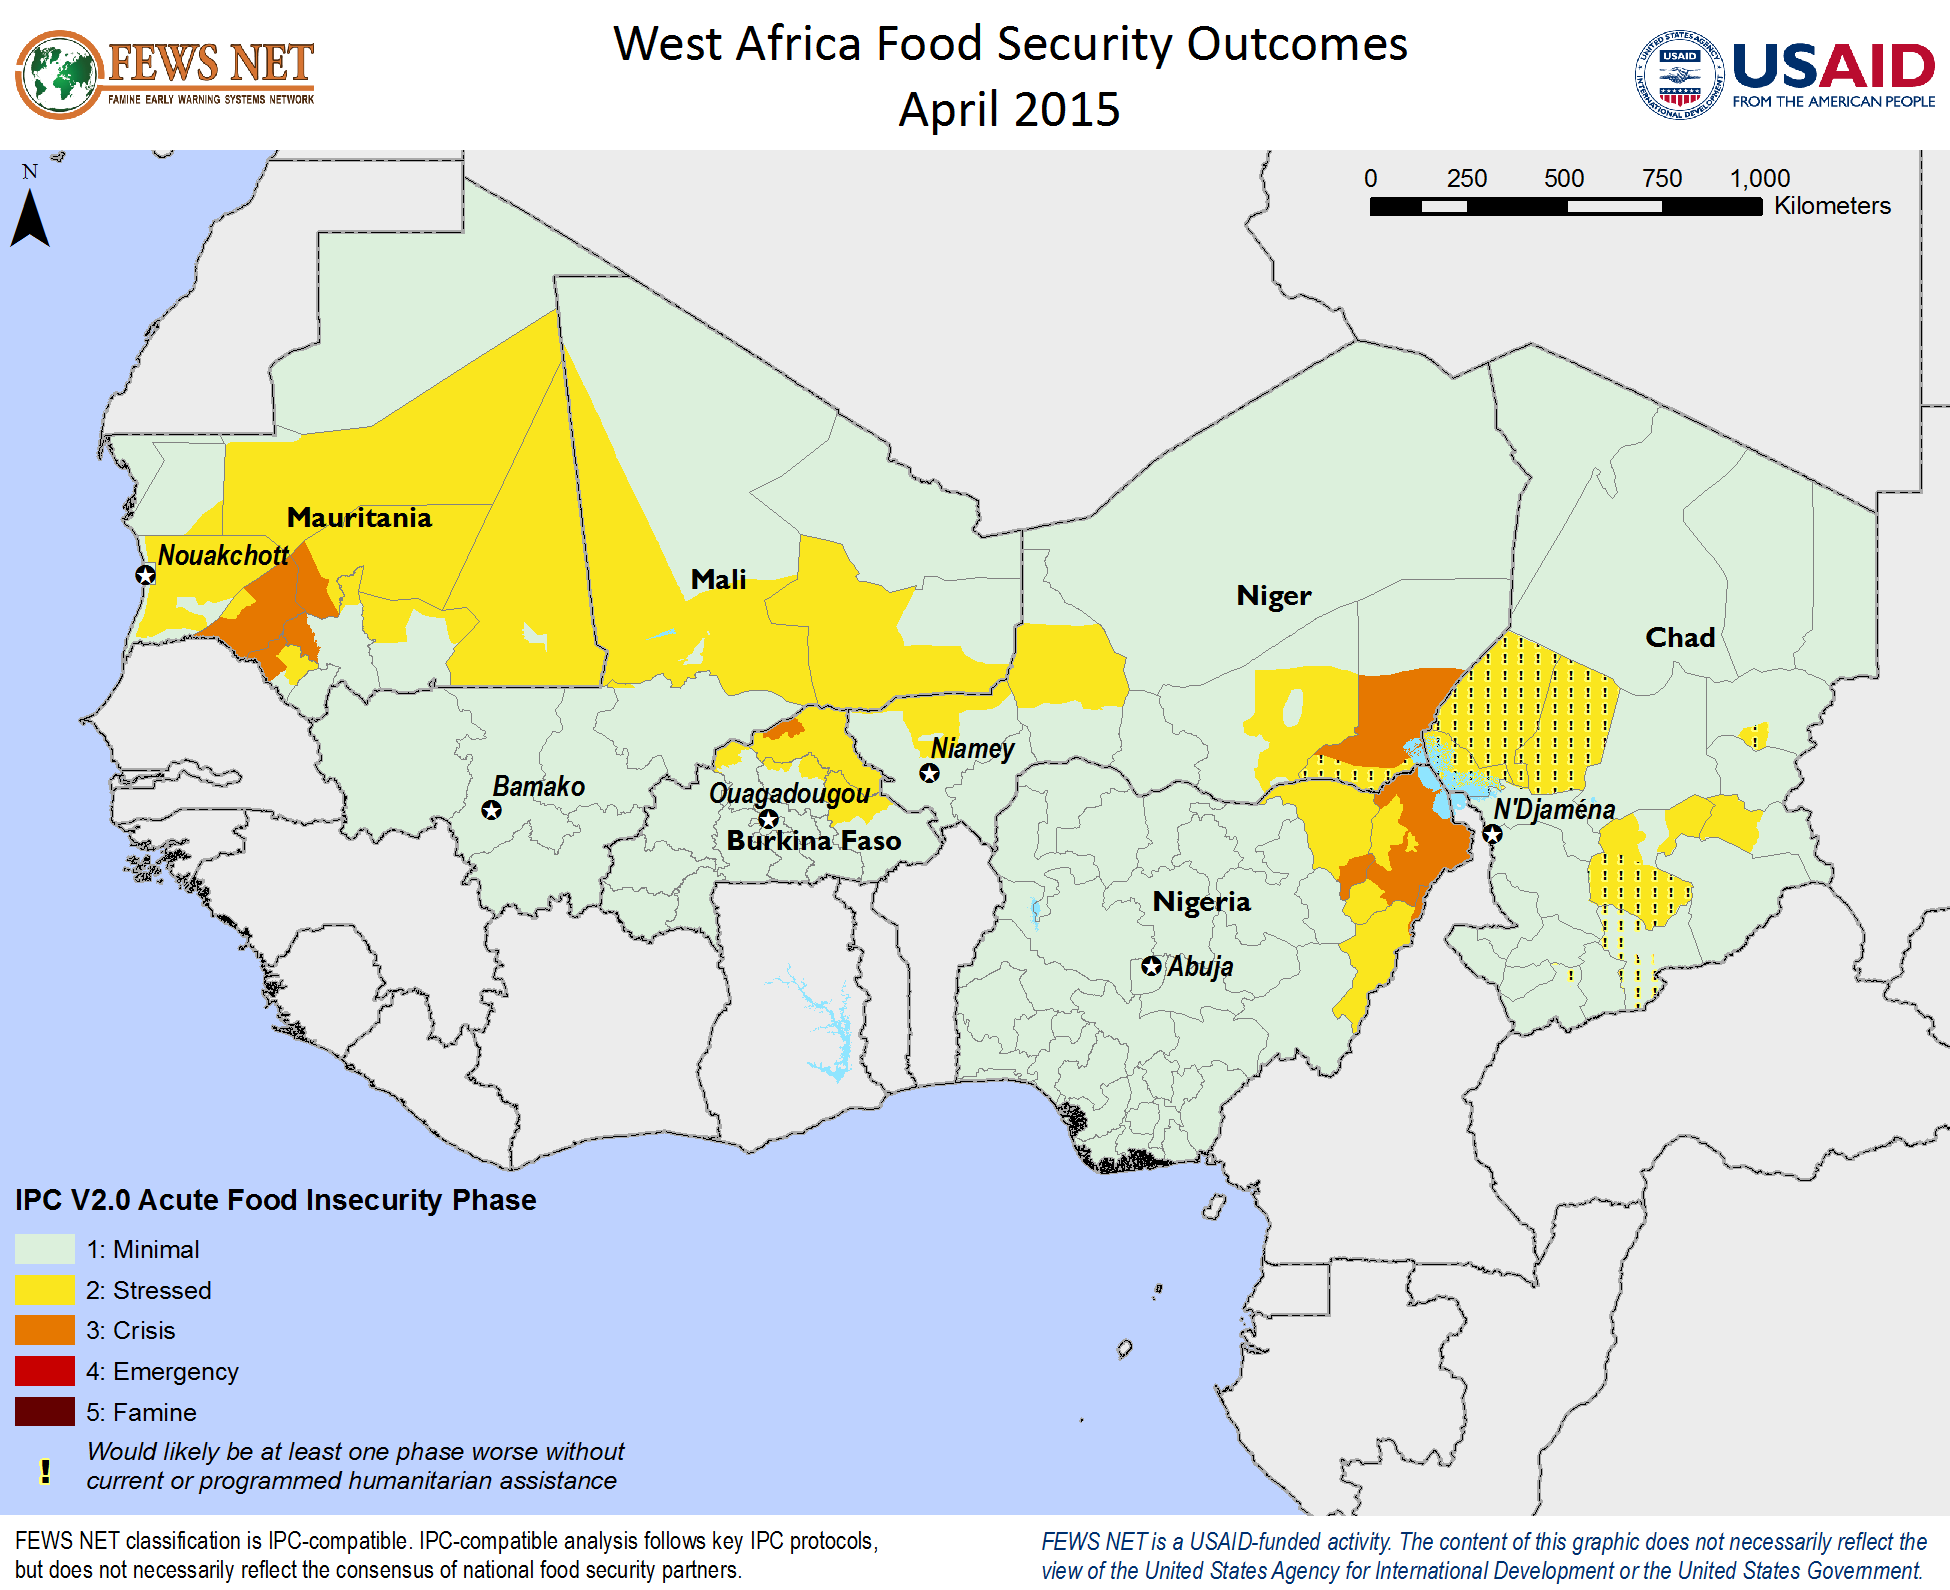 FEWS NET
FAMINE EARLY WARNING SYSTEMS NETWORK
West Africa Food Security Outcomes
April 2015
UNITED STATES AGENCY
USAID
INTERNATIONAL DEVELOPMENT
USAID
FROM THE AMERICAN PEOPLE
N
0 250 500 750 1,000
Kilometers
Mauritania
Nouakchott
Mali
Niger
Chad
Niamey
Bamako
Ouagadougou
N'Djaména
Burkina Faso
Nigeria
Abuja
IPC V2.0 Acute Food Insecurity Phase
1: Minimal
2: Stressed
3: Crisis
4: Emergency
5: Famine
! Would likely be at least one phase worse without
current or programmed humanitarian assistance
FEWS NET classification is IPC-compatible. IPC-compatible analysis follows key IPC protocols,
but does not necessarily reflect the consensus of national food security partners.
FEWS NET is a USAID-funded activity. The content of this graphic does not necessarily reflect the
view of the United States Agency for International Development or the United States Government.